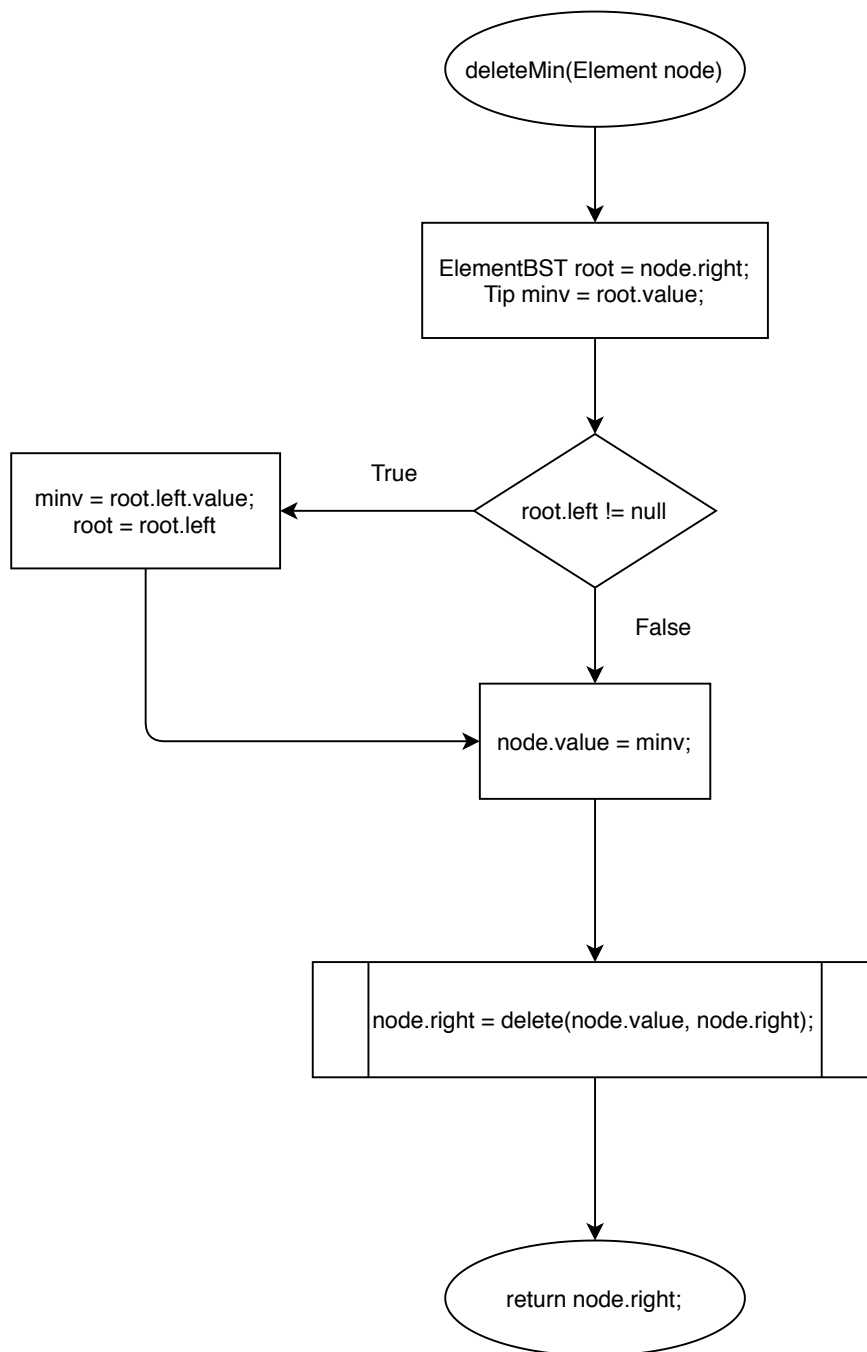 deleteMin(Element node)
ElementBST root = node.right;
Tip minv = root.value;
True
minv = root.left.value;
root = root.left
root.left != null
False
node.value = minv;
node.right = delete(node.value, node.right);
return node.right;